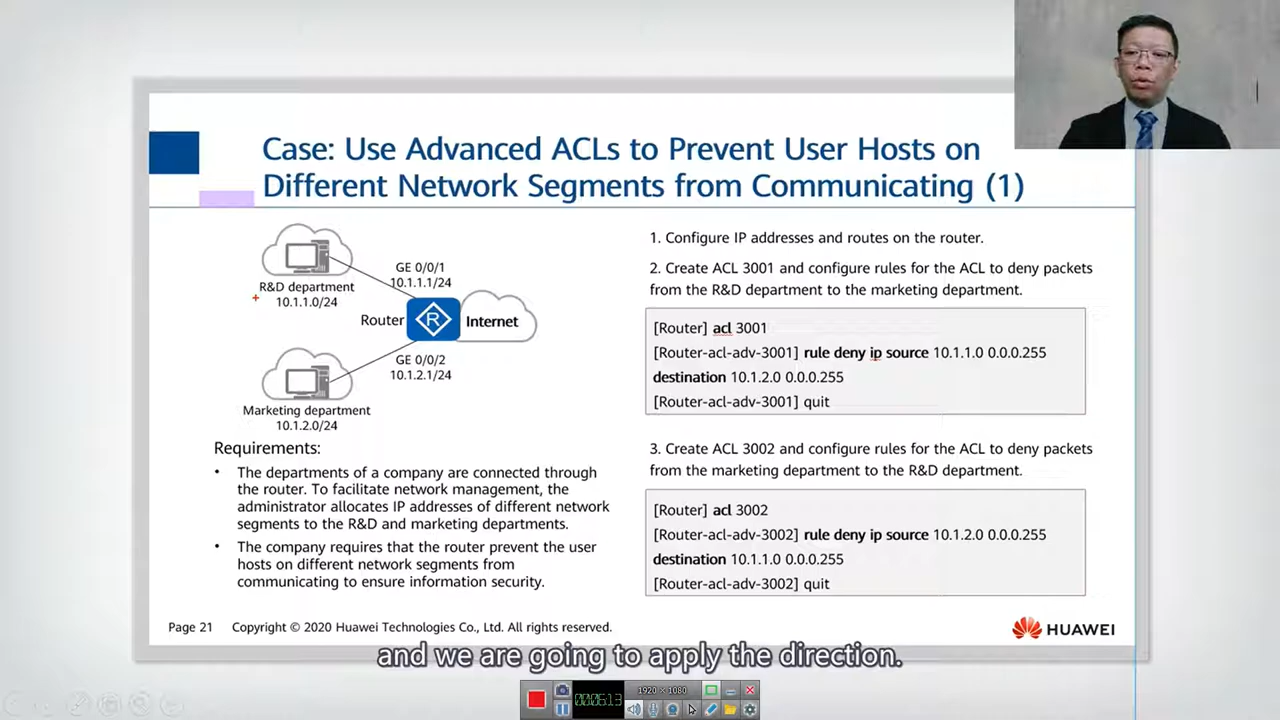 Case: Use Advanced ACLs to Prevent User Hosts on
Different Network Segments from Communicating (1)
R&D department
10.1.1.0/24
GE 0/0/1
10.1.1.1/24
Router
R
Internet
GE 0/0/2
10.1.2.1/24
Marketing department
10.1.2.0/24
Requirements:
• The departments of a company are connected through
the router. To facilitate network management, the
administrator allocates IP addresses of different network
segments to the R&D and marketing departments.
• The company requires that the router prevent the user
hosts on different network segments from
communicating to ensure information security.
1. Configure IP addresses and routes on the router.
2. Create ACL 3001 and configure rules for the ACL to deny packets
from the R&D department to the marketing department.
[Router] acl 3001
[Router-acl-adv-3001] rule deny ip source 10.1.1.0 0.0.0.255
destination 10.1.2.0 0.0.0.255
[Router-acl-adv-3001] quit
3. Create ACL 3002 and configure rules for the ACL to deny packets
from the marketing department to the R&D department.
[Router] acl 3002
[Router-acl-adv-3002] rule deny ip source 10.1.2.0 0.0.0.255
destination 10.1.1.0 0.0.0.255
[Router-acl-adv-3002] quit
Page 21 Copyright © 2020 Huawei Technologies Co., Ltd. All rights reserved.
HUAWEI
and we are going to apply the direction.
000613
1920 × 1080